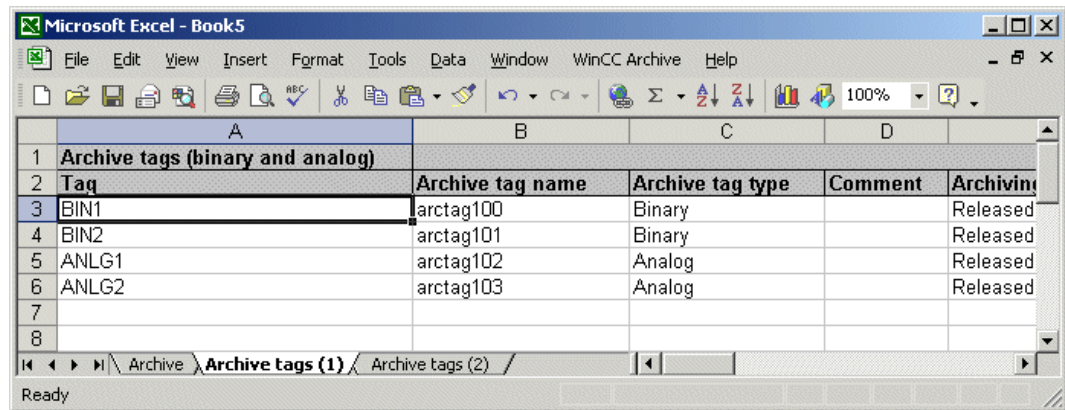 Microsoft Excel - Book5
File Edit View Insert Format Tools Data Window WinCC Archive Help
ABC Σ A Z Z A 100% ?
A B C D
1 Archive tags (binary and analog)
2 Tag Archive tag name Archive tag type Comment Archiving
3 BIN1 arctag100 Binary Released
4 BIN2 arctag101 Binary Released
5 ANLG1 arctag102 Analog Released
6 ANLG2 arctag103 Analog Released
7
8
Archive Archive tags (1) Archive tags (2)
Ready